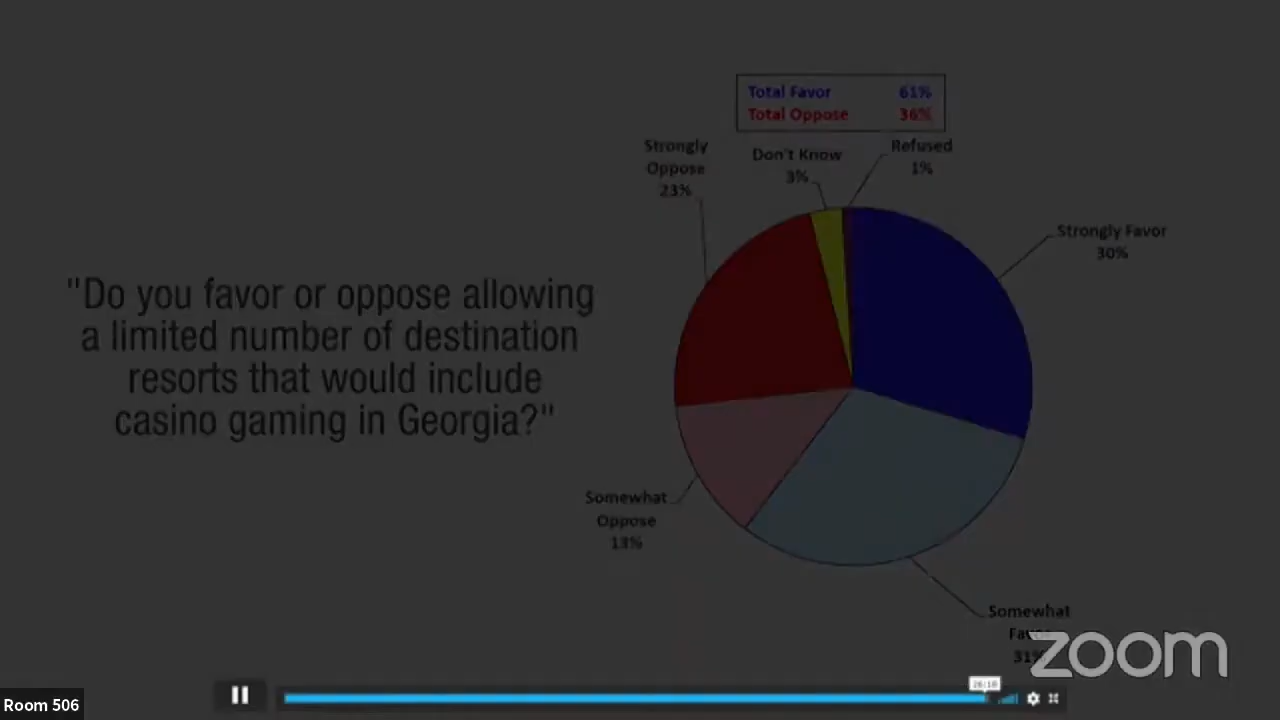 Total Favor 61%
Total Oppose 36%
Strongly
Oppose
23%
Don't Know
3%
Refused
1%
Strongly Favor
30%
"Do you favor or oppose allowing
a limited number of destination
resorts that would include
casino gaming in Georgia?"
Somewhat
Oppose
13%
Somewhat
31%
zoom
Room 506